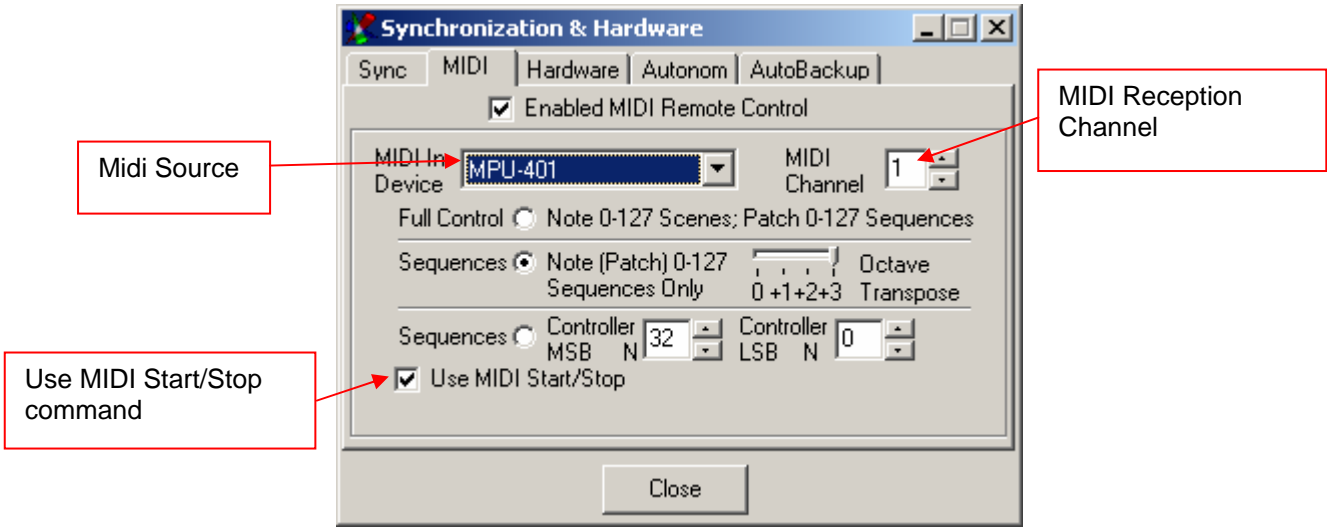 Synchronization & Hardware
Sync MIDI Hardware Autonom AutoBackup
Enabled MIDI Remote Control
MIDI Reception
Channel
Midi Source
MIDI In
Device
MPU-401
MIDI
Channel
1
Full Control Note 0-127 Scenes; Patch 0-127 Sequences
Sequences Note (Patch) 0-127
Sequences Only
0 +1+2+3
Octave
Transpose
Sequences Controller
MSB N
32
Controller
LSB N
0
Use MIDI Start/Stop
command
Use MIDI Start/Stop
Close